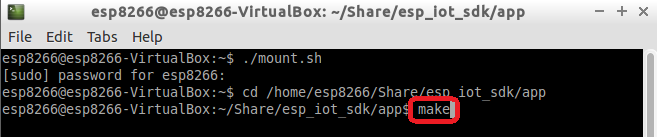 esp8266@esp8266-VirtualBox: ~/Share/esp_iot_sdk/app
File Edit Tabs Help
esp8266@esp8266-VirtualBox:~$ ./mount.sh
[sudo] password for esp8266:
esp8266@esp8266-VirtualBox:~$ cd /home/esp8266/Share/esp_iot_sdk/app
esp8266@esp8266-VirtualBox:~/Share/esp_iot_sdk/app$ make